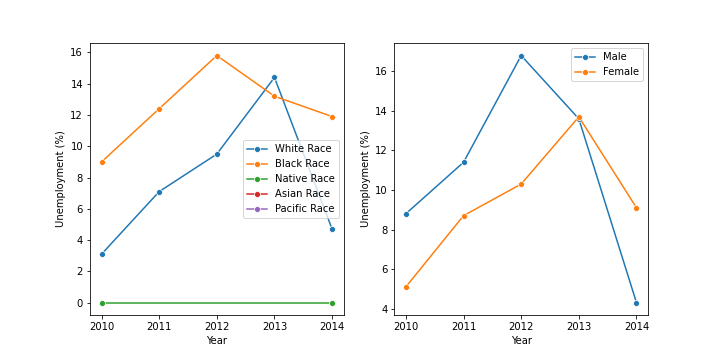 16
14
12
10
8
6
4
2
0
Unemployment (%)
2010 2011 2012 2013 2014
Year
White Race
Black Race
Native Race
Asian Race
Pacific Race
16
14
12
10
8
6
4
Unemployment (%)
2010 2011 2012 2013 2014
Year
Male
Female